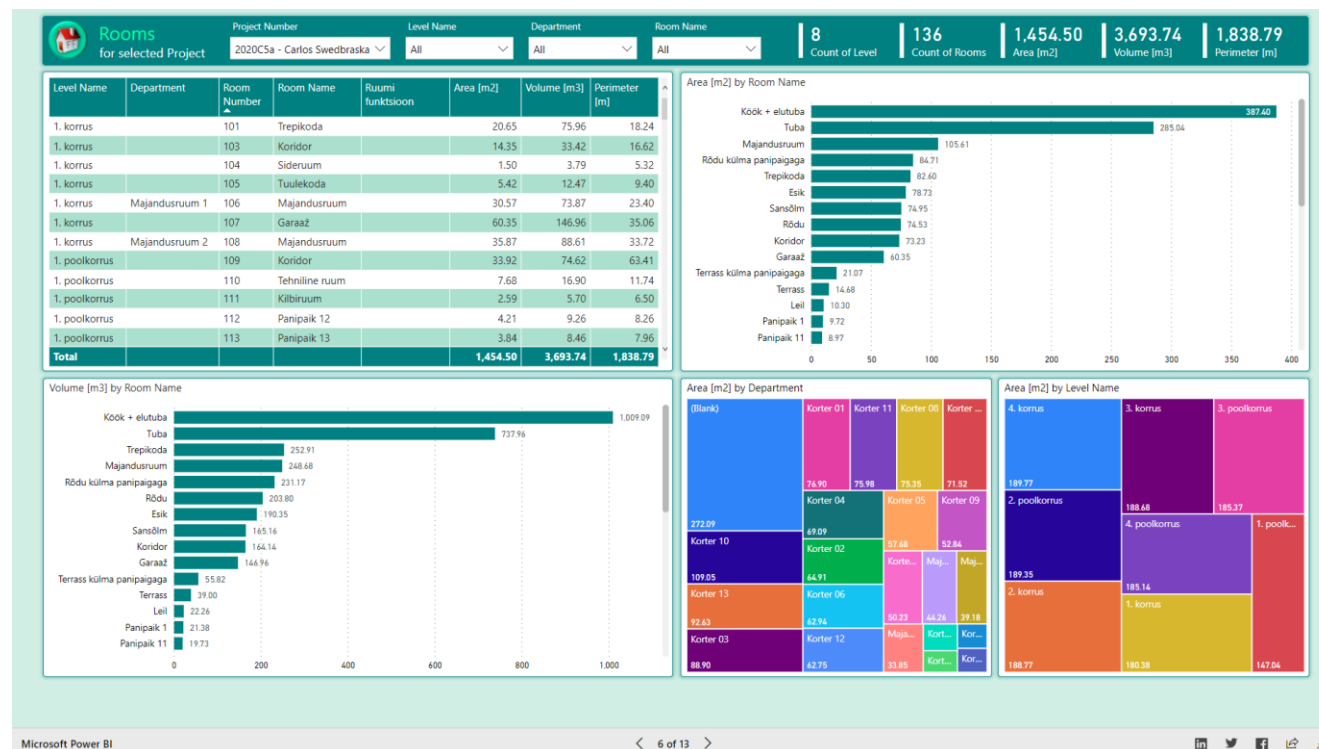 Rooms
for selected Project
Project Number
2020C5a - Carlos Swedbraska
Level Name
All
Department
All
Room Name
All
8
Count of Level
136
Count of Rooms
1,454.50
Area [m2]
3,693.74
Volume [m3]
1,838.79
Perimeter [m]
Level Name Department Room Number Room Name Ruumi funktsioon Area [m2] Volume [m3] Perimeter [m]
1. korrus 101 Trepikoda 20.65 75.96 18.24
1. korrus 103 Koridor 14.35 33.42 16.62
1. korrus 104 Sideruum 1.50 3.79 5.32
1. korrus 105 Tuulekoda 5.42 12.47 9.40
1. korrus Majandusruum 1 106 Majandusruum 30.57 73.87 23.40
1. korrus 107 Garaaž 60.35 146.96 35.06
1. korrus Majandusruum 2 108 Majandusruum 35.87 88.61 33.72
1. poolkorrus 109 Koridor 33.92 74.62 63.41
1. poolkorrus 110 Tehniline ruum 7.68 16.90 11.74
1. poolkorrus 111 Kilbiruum 2.59 5.70 6.50
1. poolkorrus 112 Panipaik 12 4.21 9.26 8.26
1. poolkorrus 113 Panipaik 13 3.84 8.46 7.96
Total 1,454.50 3,693.74 1,838.79
Area [m2] by Room Name
Köök + elutuba 387.40
Tuba 285.04
Majandusruum 105.61
Rõdu külma panipaigaga 84.71
Trepikoda 82.60
Esik 78.73
Sansõlm 74.95
Rõdu 74.53
Koridor 73.23
Garaaž 60.35
Terrass külma panipaigaga 21.07
Terrass 14.68
Leil 10.30
Panipaik 1 9.72
Panipaik 11 8.97
0 50 100 150 200 250 300 350 400
Volume [m3] by Room Name
Köök + elutuba 1,009.09
Tuba 737.96
Trepikoda 252.91
Majandusruum 248.68
Rõdu külma panipaigaga 231.17
Rõdu 203.80
Esik 190.35
Sansõlm 165.16
Koridor 164.14
Garaaž 146.96
Terrass külma panipaigaga 55.82
Terrass 39.00
Leil 22.26
Panipaik 1 21.38
Panipaik 11 19.73
0 200 400 600 800 1,000
Area [m2] by Department
(Blank)
272.09
Korter 10
109.05
Korter 13
92.63
Korter 03
88.90
Korter 01
76.90
Korter 11
75.98
Korter 08
75.35
Korter ...
71.52
Korter 04
69.09
Korter 02
64.91
Korter 06
62.94
Korter 12
62.75
Korter 05
57.68
Korter 09
52.84
Korte...
50.23
Maj...
44.26
Maj...
39.18
Maja...
33.85
Kort...
Kort...
Kor...
Kor...
Area [m2] by Level Name
4. korrus
189.77
2. poolkorrus
189.35
2. korrus
188.77
3. korrus
188.68
3. poolkorrus
185.37
4. poolkorrus
185.14
1. korrus
180.38
1. poolk...
147.04
Microsoft Power BI
6 of 13